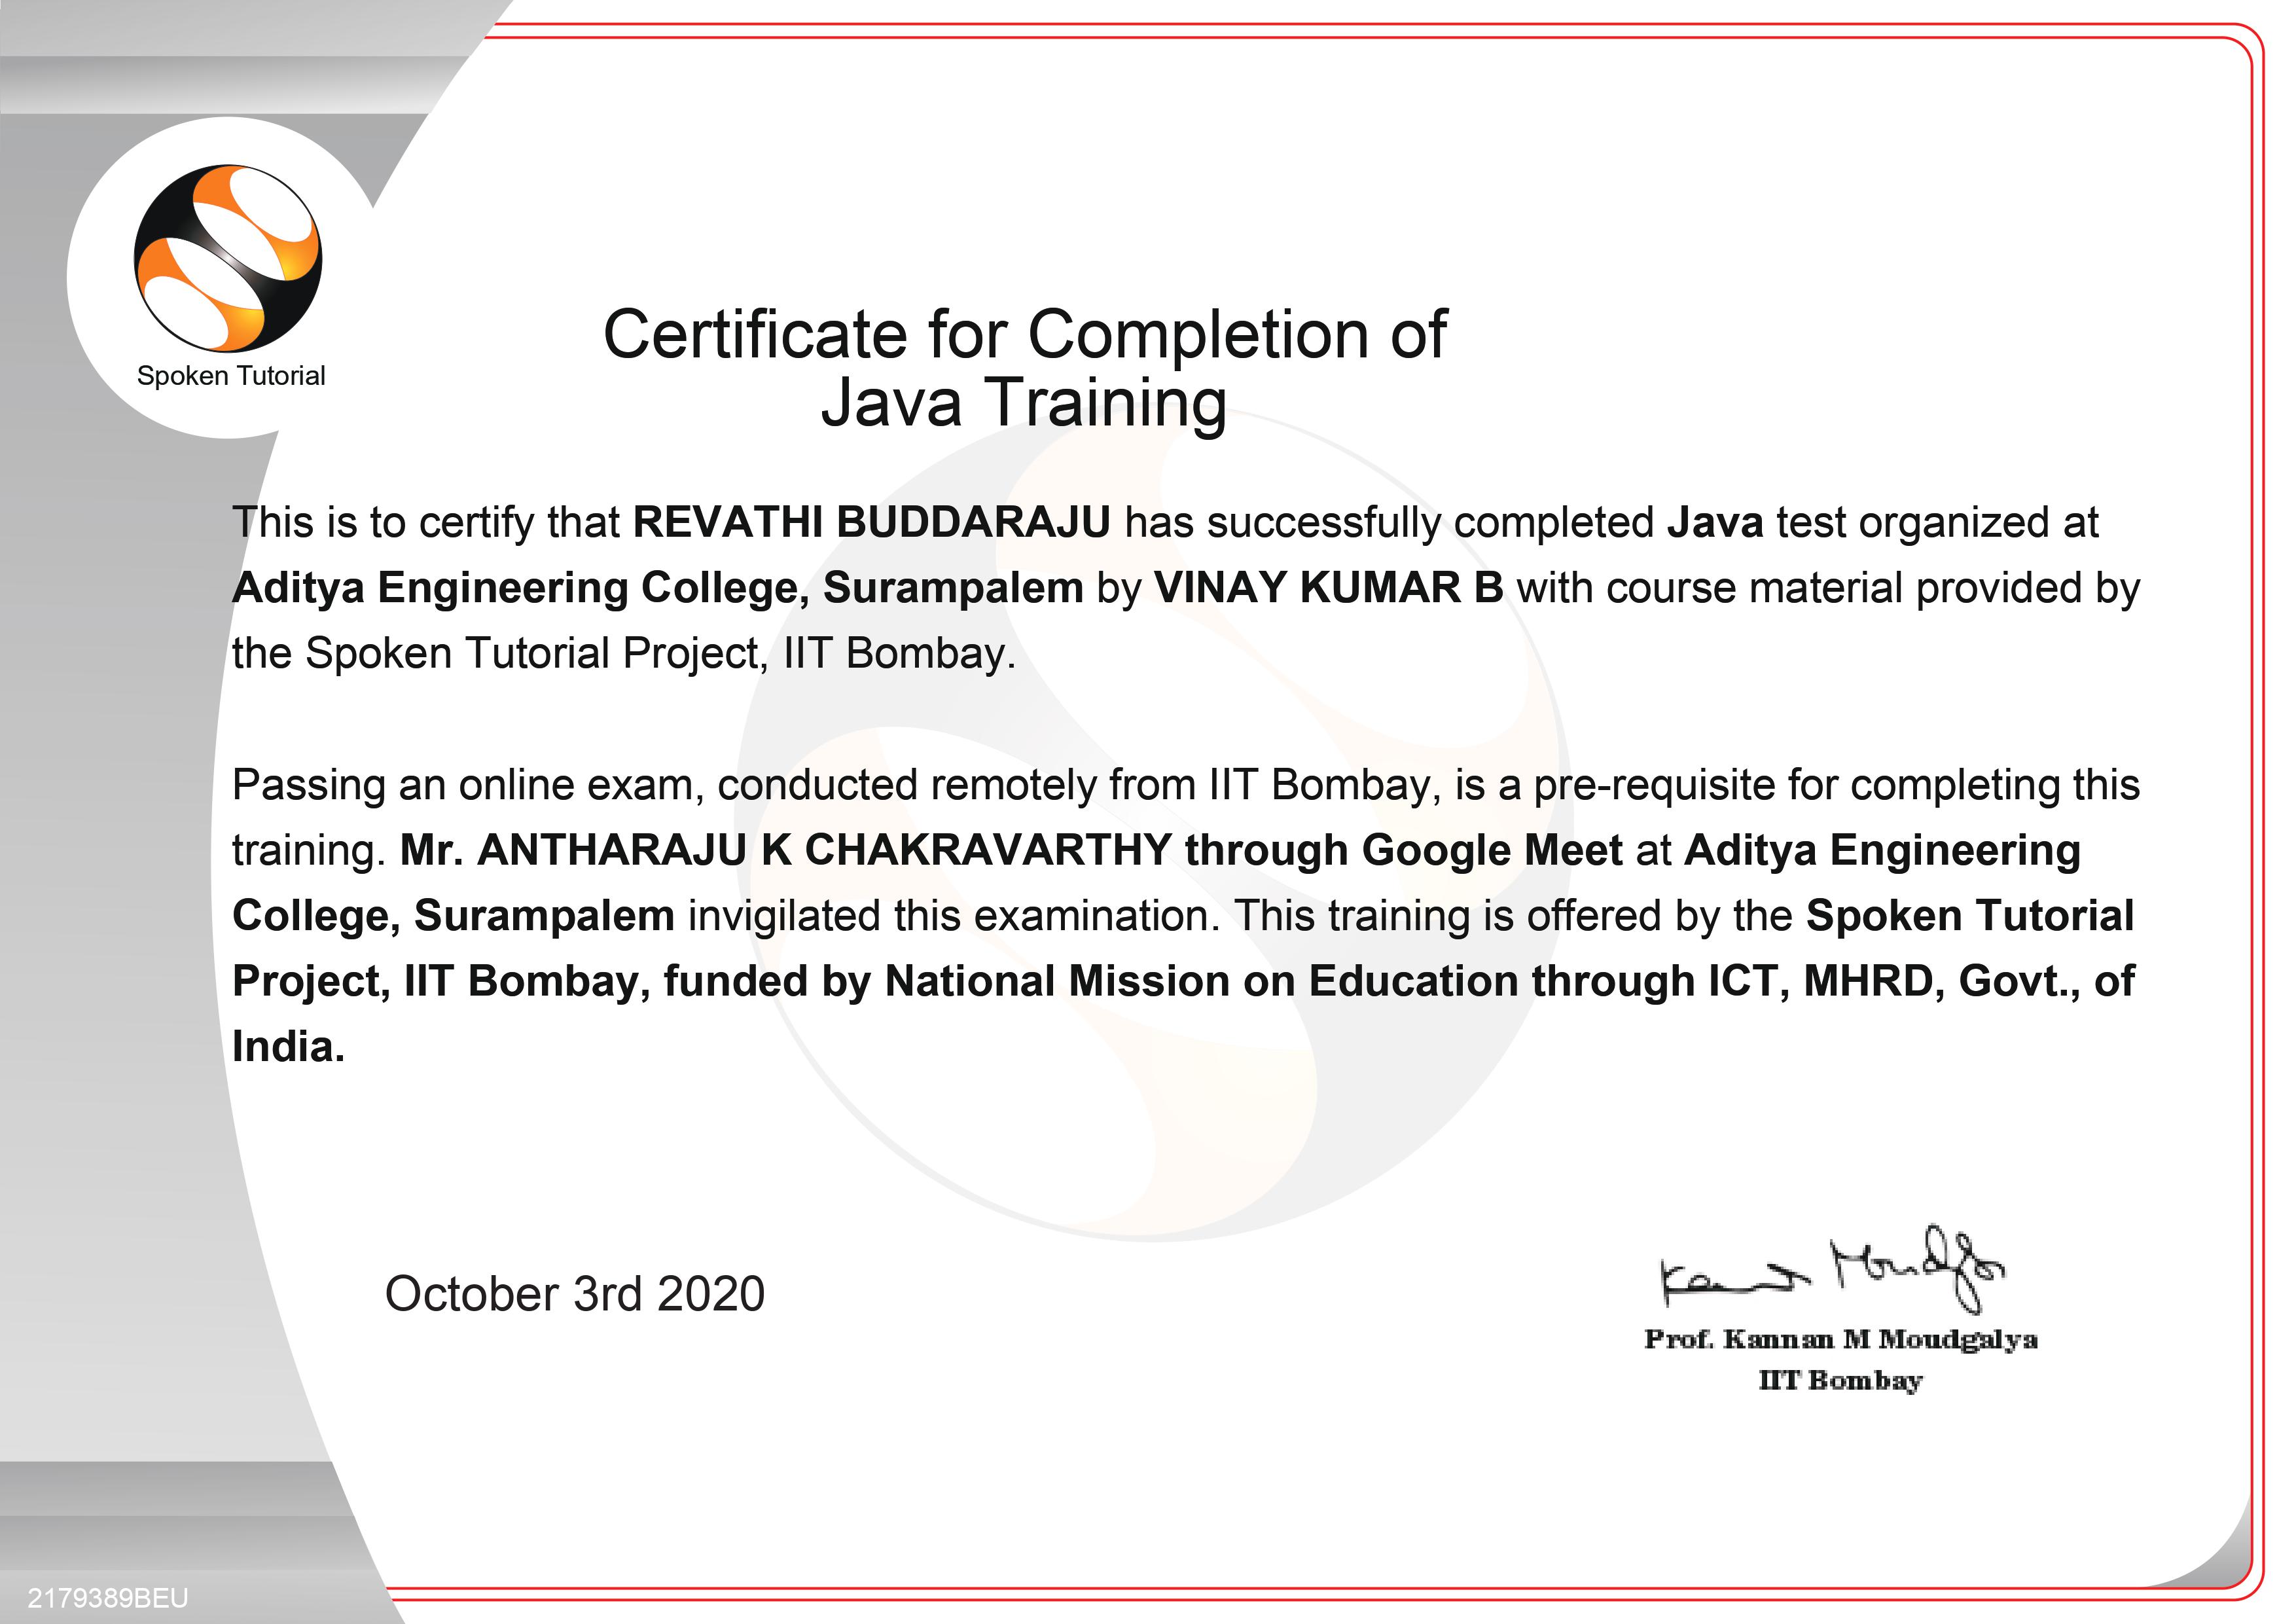 Spoken Tutorial
Certificate for Completion of
Java Training
This is to certify that REVATHI BUDDARAJU has successfully completed Java test organized at
Aditya Engineering College, Surampalem by VINAY KUMAR B with course material provided by
the Spoken Tutorial Project, IIT Bombay.
Passing an online exam, conducted remotely from IIT Bombay, is a pre-requisite for completing this
training. Mr. ANTHARAJU K CHAKRAVARTHY through Google Meet at Aditya Engineering
College, Surampalem invigilated this examination. This training is offered by the Spoken Tutorial
Project, IIT Bombay, funded by National Mission on Education through ICT, MHRD, Govt., of
India.
October 3rd 2020
Kannan Moudgalya
Prof. Kannan M Moudgalya
IIT Bombay
2179389BEU